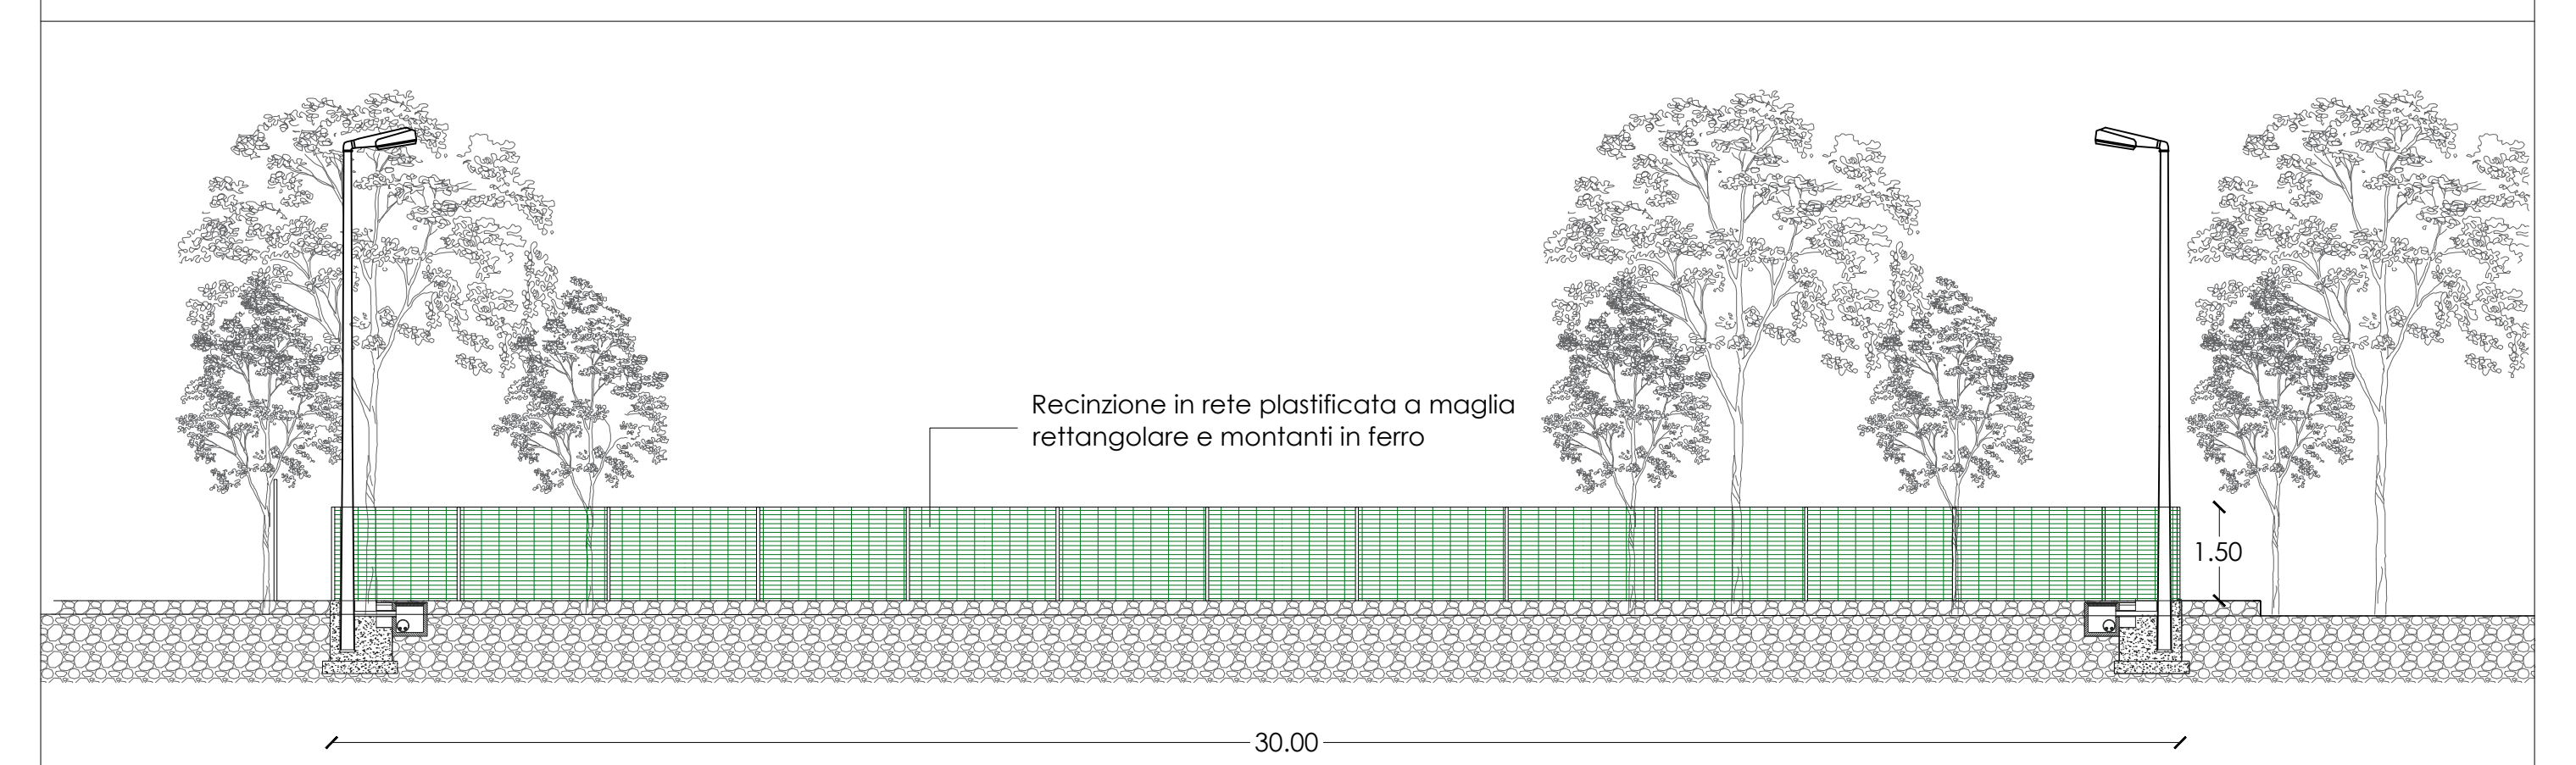 Recinzione in rete plastificata a maglia
rettangolare e montanti in ferro
1.50
30.00